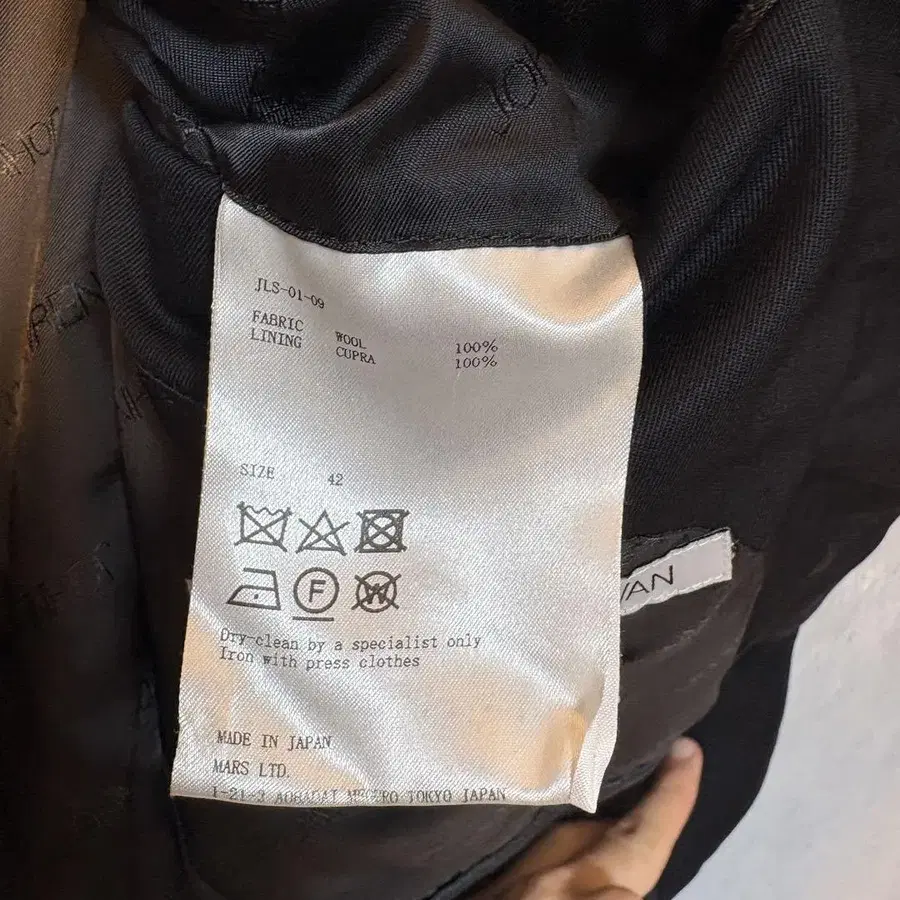 JLS-01-09
FABRIC WOOL 100%
LINING CUPRA 100%
SIZE 42
F
W
Dry-clean by a specialist only
Iron with press clothes
MADE IN JAPAN
MARS LTD.
TOKYO JAPAN
VAN